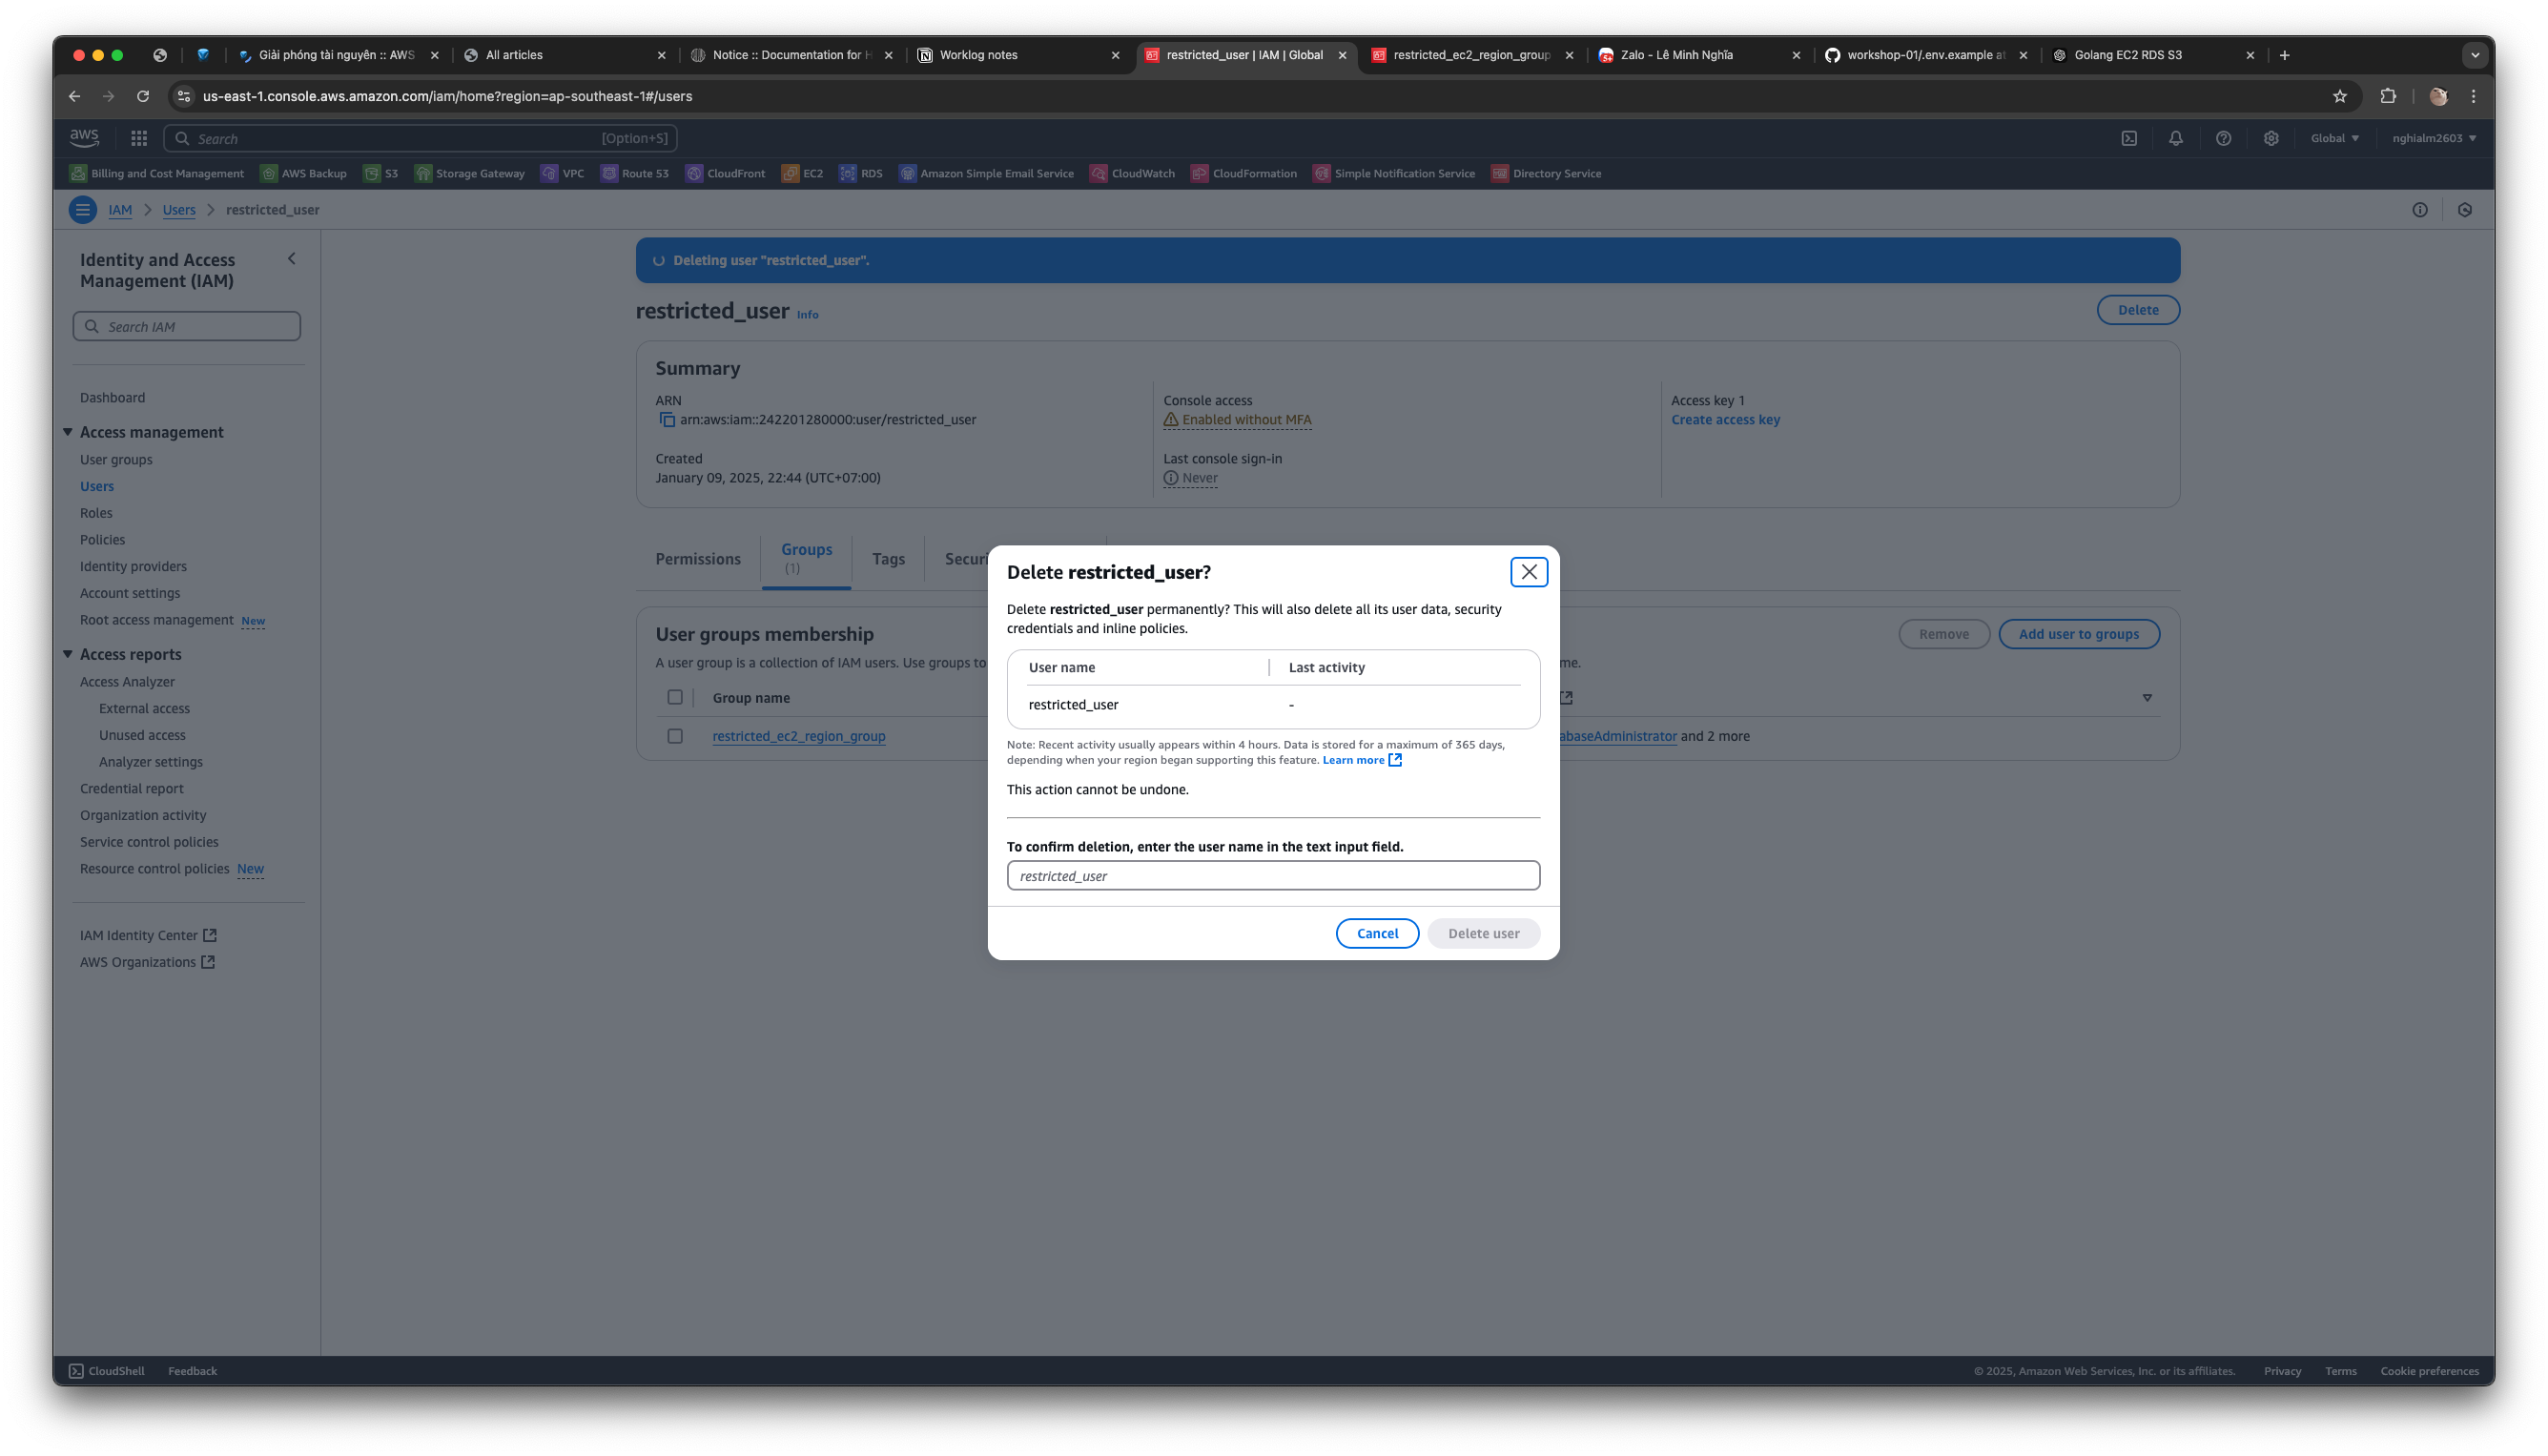 Giải phóng tài nguyên :: AWS
All articles
Notice :: Documentation for H
Worklog notes
restricted_user | IAM | Global
restricted_ec2_region_group
Zalo - Lê Minh Nghĩa
workshop-01/.env.example at
Golang EC2 RDS S3
us-east-1.console.aws.amazon.com/iam/home?region=ap-southeast-1#/users
aws
Search
[Option+S]
Global
nghialm2603
Billing and Cost Management
AWS Backup
S3
Storage Gateway
VPC
Route 53
CloudFront
EC2
RDS
Amazon Simple Email Service
CloudWatch
CloudFormation
Simple Notification Service
Directory Service
IAM
Users
restricted_user
Identity and Access
Management (IAM)
Search IAM
Dashboard
Access management
User groups
Users
Roles
Policies
Identity providers
Account settings
Root access management New
Access reports
Access Analyzer
External access
Unused access
Analyzer settings
Credential report
Organization activity
Service control policies
Resource control policies New
IAM Identity Center
AWS Organizations
Deleting user "restricted_user".
restricted_user Info
Delete
Summary
ARN
arn:aws:iam::242201280000:user/restricted_user
Created
January 09, 2025, 22:44 (UTC+07:00)
Console access
Enabled without MFA
Last console sign-in
Never
Access key 1
Create access key
Permissions
Groups
(1)
Tags
Securi
User groups membership
Remove
Add user to groups
A user group is a collection of IAM users. Use groups to
me.
Group name
restricted_ec2_region_group
abaseAdministrator and 2 more
Delete restricted_user?
Delete restricted_user permanently? This will also delete all its user data, security
credentials and inline policies.
User name
Last activity
restricted_user
-
Note: Recent activity usually appears within 4 hours. Data is stored for a maximum of 365 days,
depending when your region began supporting this feature. Learn more
This action cannot be undone.
To confirm deletion, enter the user name in the text input field.
restricted_user
Cancel
Delete user
CloudShell
Feedback
© 2025, Amazon Web Services, Inc. or its affiliates.
Privacy
Terms
Cookie preferences